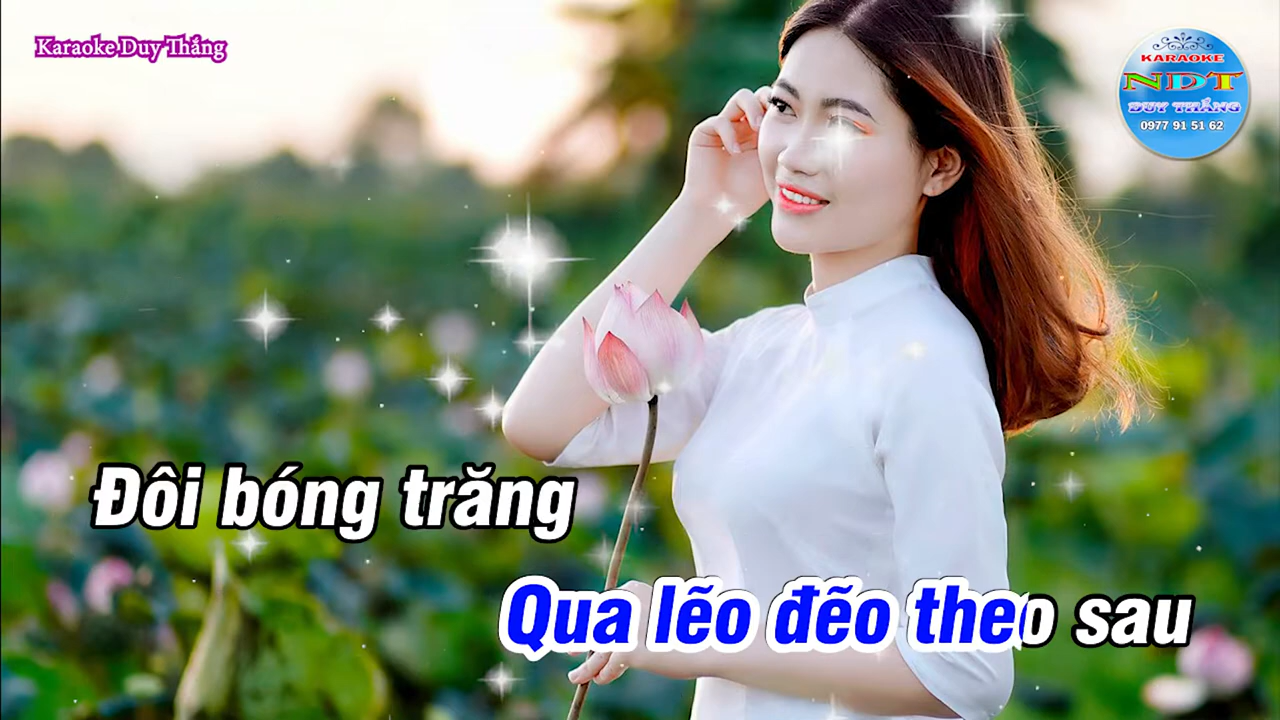 Karaoke Duy Thắng
KARAOKE
NDT
DUY THẮNG
0977 91 51 62
Đôi bóng trăng
Qua lẽo đẽo theo sau